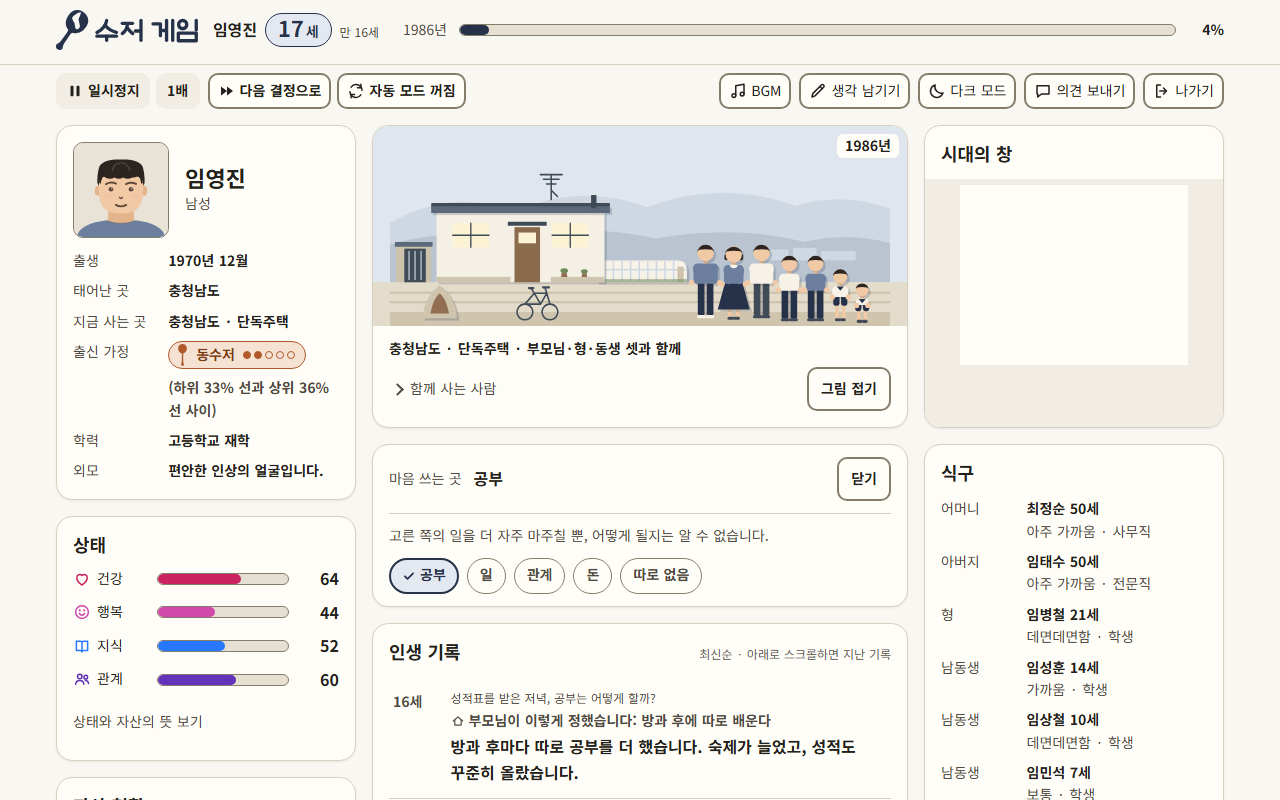 수저 게임 임영진 17세 만 16세 1986년 4%
일시정지 1배 다음 결정으로 자동 모드 꺼짐 BGM 생각 남기기 다크 모드 의견 보내기 나가기
임영진
남성
출생 1970년 12월
태어난 곳 충청남도
지금 사는 곳 충청남도 · 단독주택
출신 가정 동수저
(하위 33% 선과 상위 36%
선 사이)
학력 고등학교 재학
외모 편안한 인상의 얼굴입니다.
상태
건강 64
행복 44
지식 52
관계 60
상태와 자산의 뜻 보기
1986년
충청남도 · 단독주택 · 부모님·형·동생 셋과 함께
함께 사는 사람 그림 접기
마음 쓰는 곳 공부 닫기
고른 쪽의 일을 더 자주 마주칠 뿐, 어떻게 될지는 알 수 없습니다.
공부 일 관계 돈 따로 없음
인생 기록 최신순 · 아래로 스크롤하면 지난 기록
16세 성적표를 받은 저녁, 공부는 어떻게 할까?
부모님이 이렇게 정했습니다: 방과 후에 따로 배운다
방과 후마다 따로 공부를 더 했습니다. 숙제가 늘었고, 성적도
꾸준히 올랐습니다.
시대의 창
식구
어머니 최정순 50세
아주 가까움 · 사무직
아버지 임태수 50세
아주 가까움 · 전문직
형 임병철 21세
데면데면함 · 학생
남동생 임성훈 14세
가까움 · 학생
남동생 임상철 10세
데면데면함 · 학생
남동생 임민석 7세
보통 · 학생